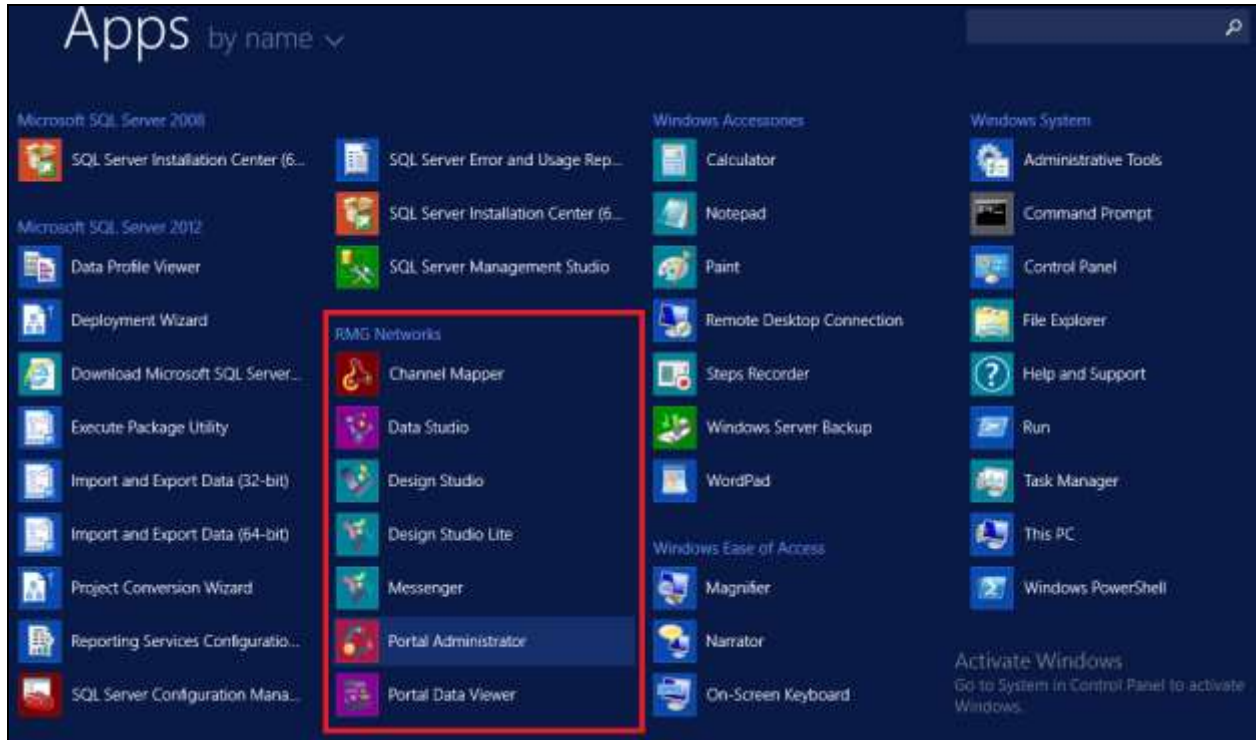 Apps by name
Microsoft SQL Server 2008
SQL Server Installation Center (6...
Microsoft SQL Server 2012
Data Profile Viewer
Deployment Wizard
Download Microsoft SQL Server...
Execute Package Utility
Import and Export Data (32-bit)
Import and Export Data (64-bit)
Project Conversion Wizard
Reporting Services Configuratio...
SQL Server Configuration Mana...
SQL Server Error and Usage Rep...
SQL Server Installation Center (6...
SQL Server Management Studio
RMG Networks
Channel Mapper
Data Studio
Design Studio
Design Studio Lite
Messenger
Portal Administrator
Portal Data Viewer
Windows Accessories
Calculator
Notepad
Paint
Remote Desktop Connection
Steps Recorder
Windows Server Backup
WordPad
Windows Ease of Access
Magnifier
Narrator
On-Screen Keyboard
Windows System
Administrative Tools
Command Prompt
Control Panel
File Explorer
Help and Support
Run
Task Manager
This PC
Windows PowerShell
Activate Windows
Go to System in Control Panel to activate
Windows.